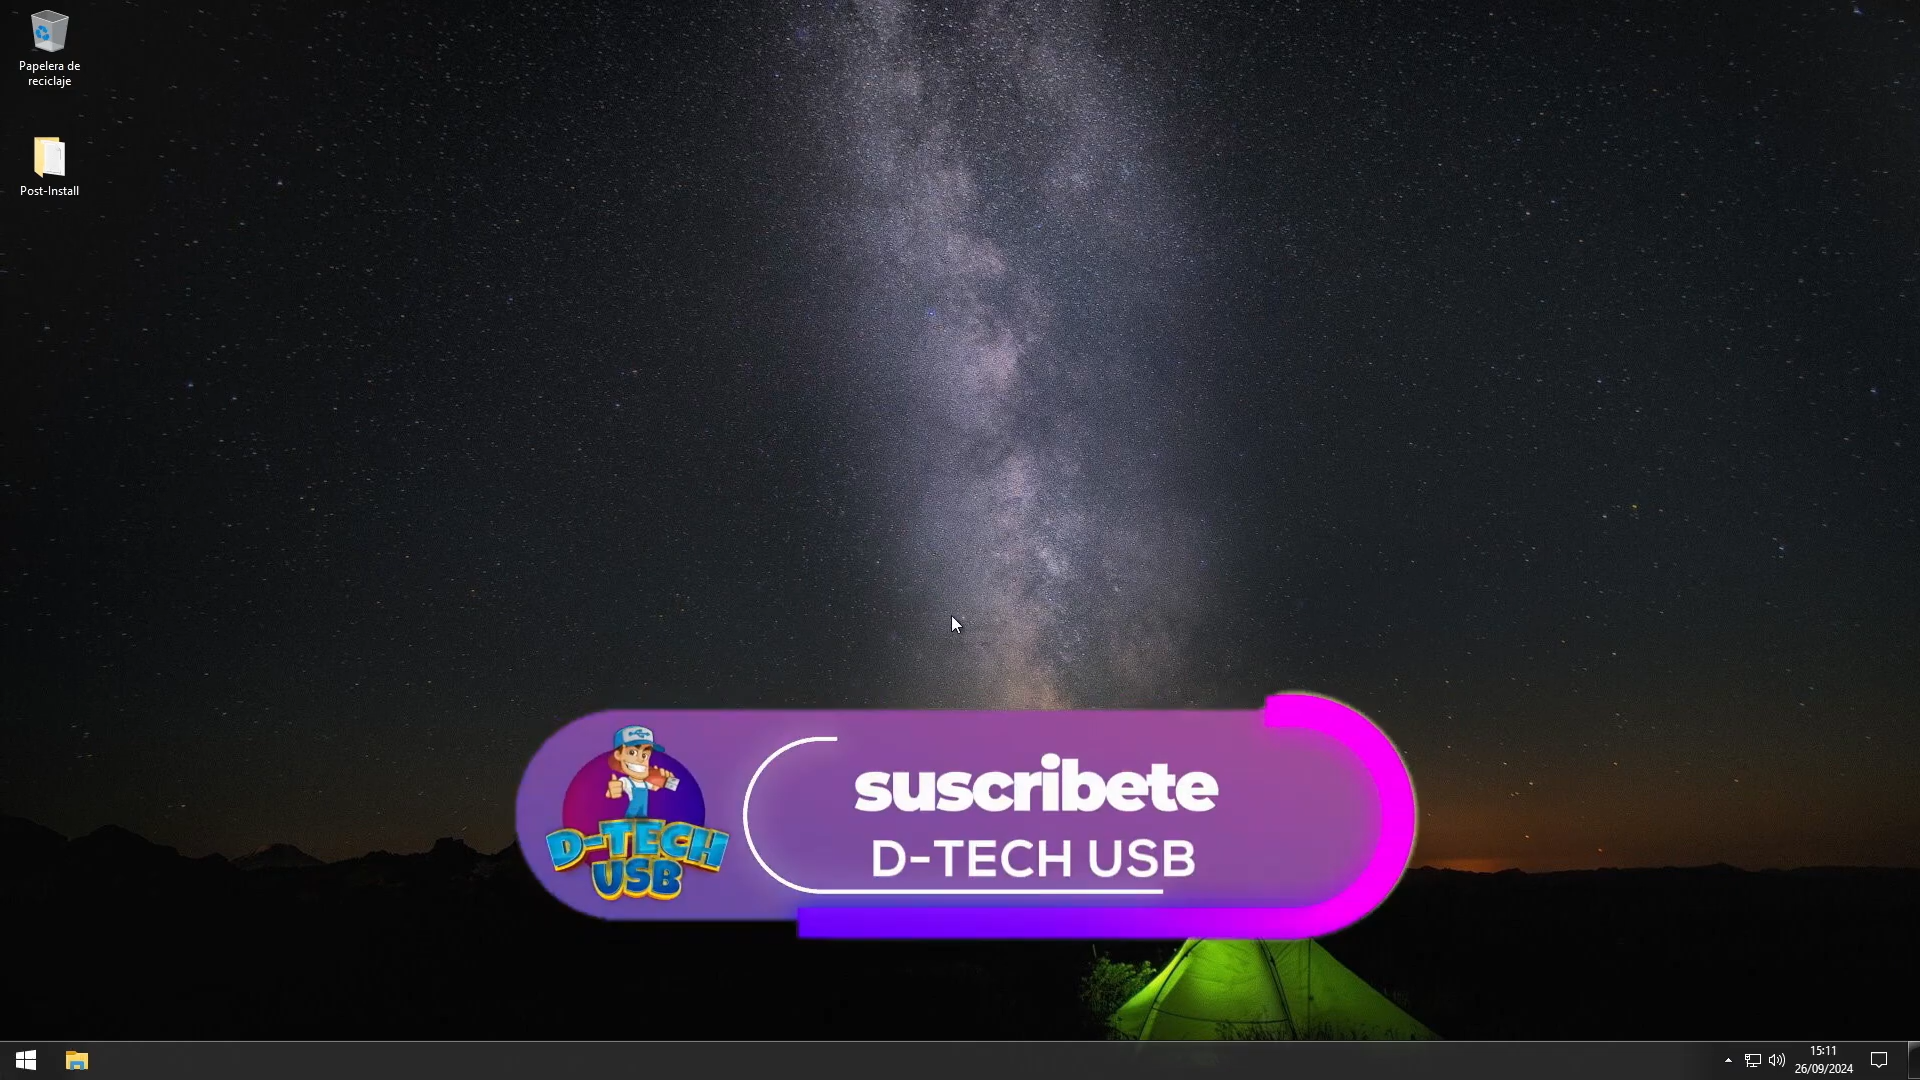 Papelera de
reciclaje
Post-Install
suscribete
D-TECH USB
D-TECH
USB
15:11
26/09/2024